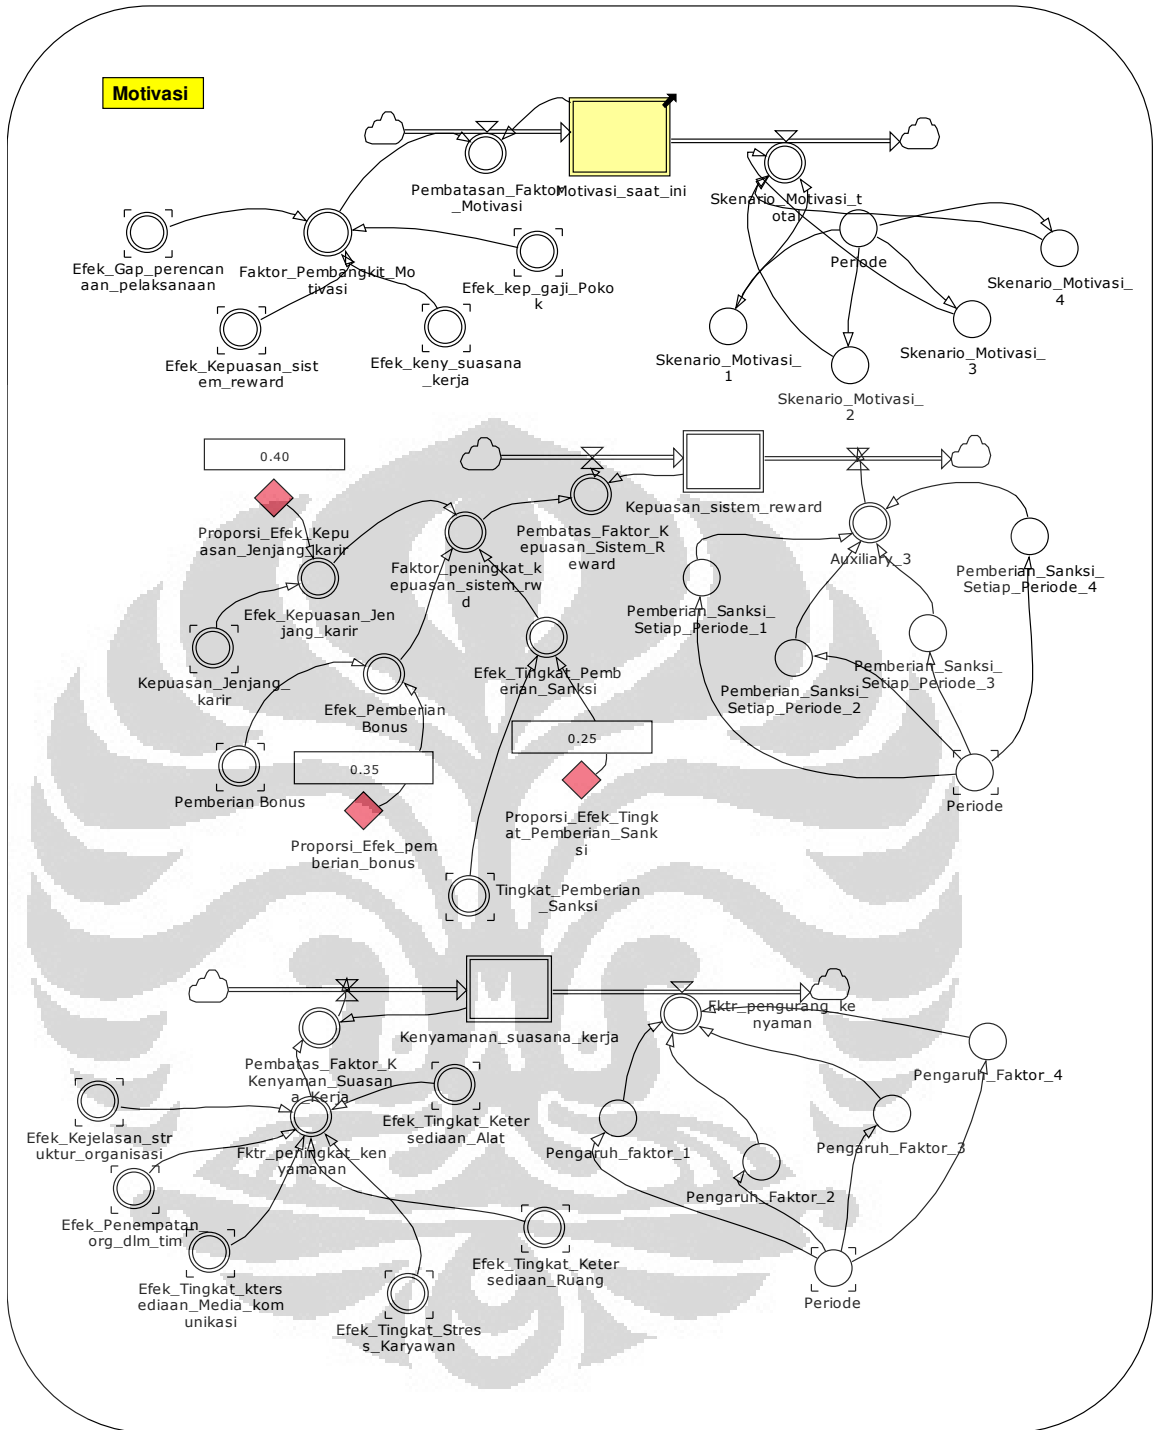 Motivasi
Pembatasan_Faktor
_Motivasi
Motivasi_saat_ini
Skenario_Motivasi_t
otal
Periode
Efek_Gap_perencan
aan_pelaksanaan
Faktor_Pembangkit_Mo
tivasi
Efek_kep_gaji_Poko
k
Skenario_Motivasi_
4
Efek_Kepuasan_sist
em_reward
Efek_keny_suasana
_kerja
Skenario_Motivasi_
1
Skenario_Motivasi_
3
Skenario_Motivasi_
2
0.40
Kepuasan_sistem_reward
Proporsi_Efek_Kepu
asan_Jenjang_karir
Pembatas_Faktor_K
epuasan_Sistem_R
eward
Auxiliary_3
Faktor_peningkat_k
epuasan_sistem_rw
d
Pemberian_Sanksi_
Setiap_Periode_4
Efek_Kepuasan_Jen
jang_karir
Pemberian_Sanksi_
Setiap_Periode_1
Kepuasan_Jenjang_
karir
Efek_Tingkat_Pemb
erian_Sanksi
Pemberian_Sanksi_
Setiap_Periode_3
Pemberian_Sanksi_
Setiap_Periode_2
Efek_Pemberian
Bonus
0.25
0.35
Pemberian Bonus
Periode
Proporsi_Efek_Tingk
at_Pemberian_Sank
si
Proporsi_Efek_pem
berian_bonus
Tingkat_Pemberian
_Sanksi
Fktr_pengurang_ke
nyaman
Kenyamanan_suasana_kerja
Pembatas_Faktor_K
Kenyaman_Suasan
a_Kerja
Pengaruh_Faktor_4
Efek_Tingkat_Keter
sediaan_Alat
Efek_Kejelasan_str
uktur_organisasi
Fktr_peningkat_ken
yamanan
Pengaruh_faktor_1
Pengaruh_Faktor_3
Pengaruh_Faktor_2
Efek_Penempatan_
org_dlm_tim
Efek_Tingkat_Keter
sediaan_Ruang
Efek_Tingkat_kters
ediaan_Media_kom
unikasi
Periode
Efek_Tingkat_Stres
s_Karyawan